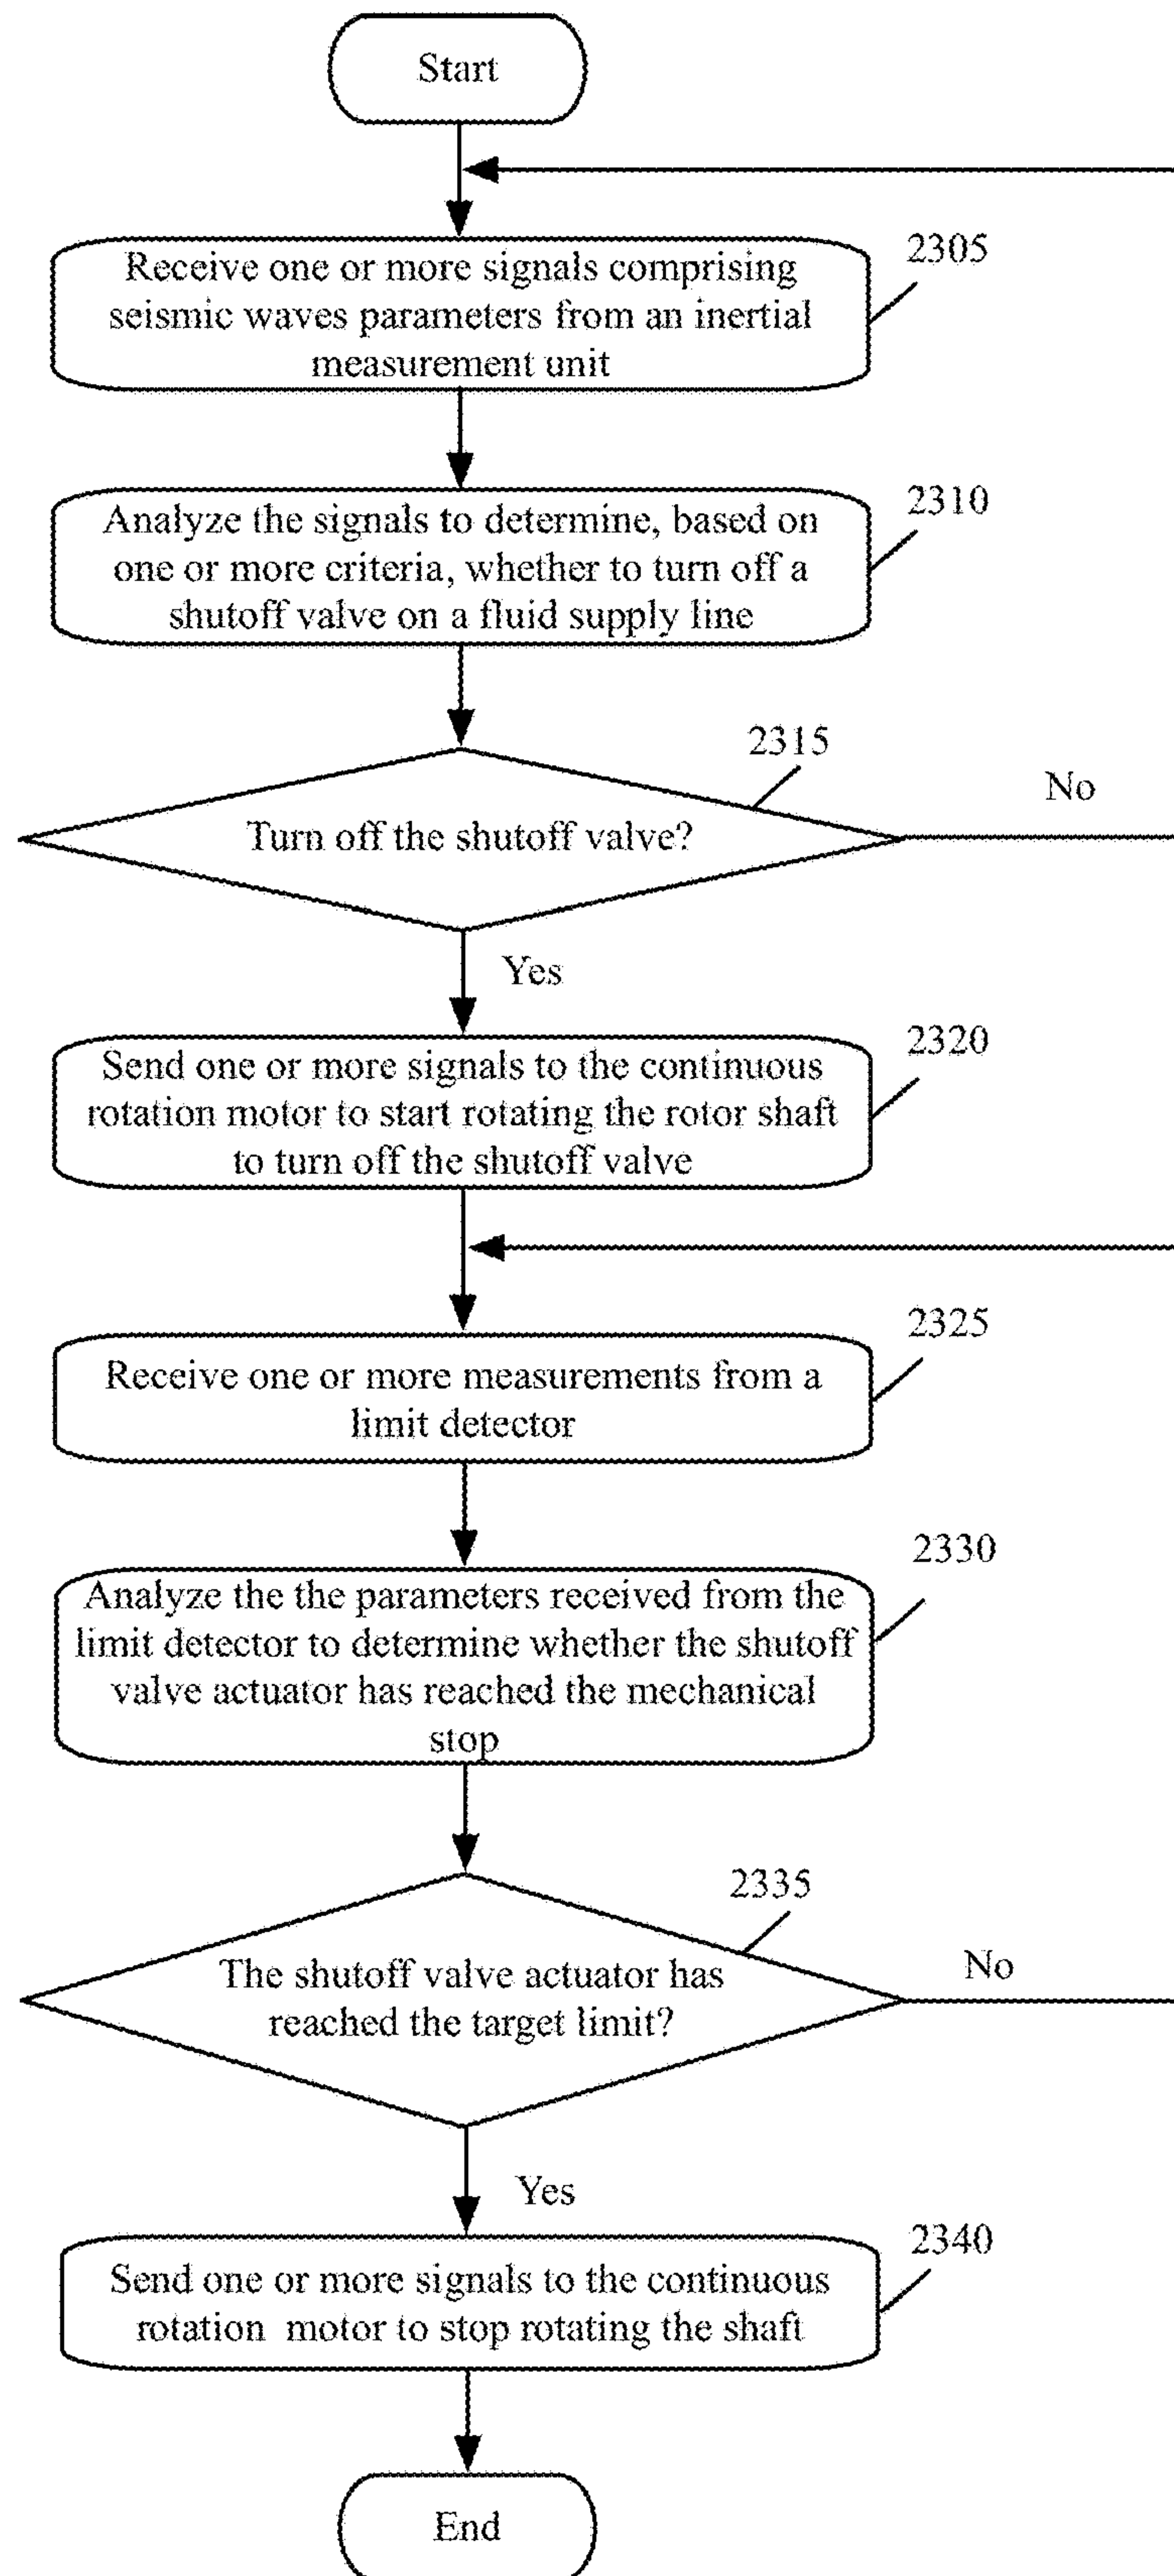 Start
2305
Receive one or more signals comprising
seismic waves parameters from an inertial
measurement unit
2310
Analyze the signals to determine, based on
one or more criteria, whether to turn off a
shutoff valve on a fluid supply line
2315
No
Turn off the shutoff valve?
Yes
2320
Send one or more signals to the continuous
rotation motor to start rotating the rotor shaft
to turn off the shutoff valve
2325
Receive one or more measurements from a
limit detector
2330
Analyze the the parameters received from the
limit detector to determine whether the shutoff
valve actuator has reached the mechanical
stop
2335
No
The shutoff valve actuator has
reached the target limit?
Yes
2340
Send one or more signals to the continuous
rotation motor to stop rotating the shaft
End